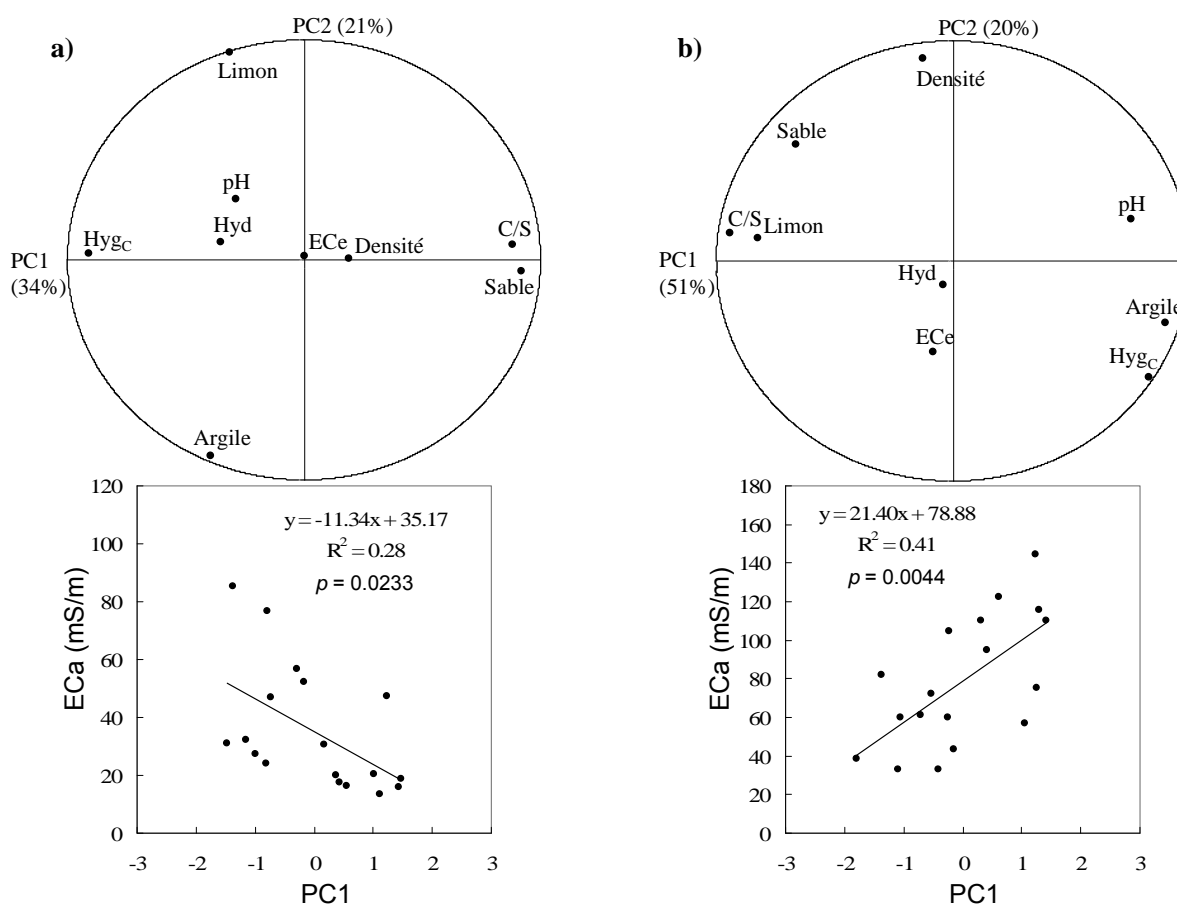 a)
PC2 (21%)
Limon
pH
Hyd
Hyg_C
ECe
Densité
C/S
PC1
(34%)
Sable
Argile
b)
PC2 (20%)
Densité
Sable
C/S
Limon
pH
PC1
(51%)
Hyd
ECe
Argile
Hyg_C
120
100
80
60
40
20
0
ECa (mS/m)
y = -11.34x + 35.17
R² = 0.28
p = 0.0233
-3 -2 -1 0 1 2 3
PC1
180
160
140
120
100
80
60
40
20
0
ECa (mS/m)
y = 21.40x + 78.88
R² = 0.41
p = 0.0044
-3 -2 -1 0 1 2 3
PC1